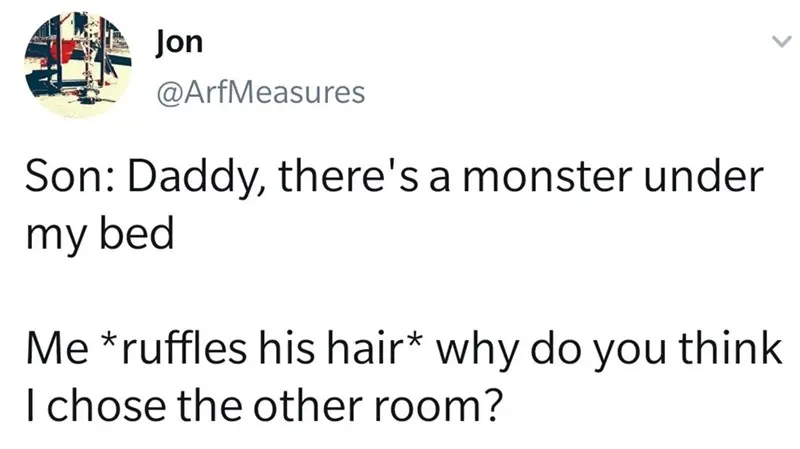 Jon
@ArfMeasures
Son: Daddy, there's a monster under
my bed
Me *ruffles his hair* why do you think
I chose the other room?